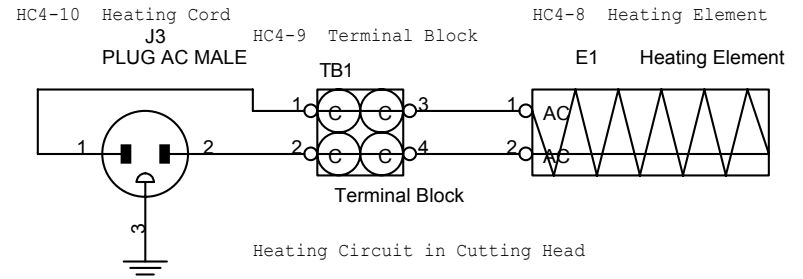 HC4-10 Heating Cord
HC4-8 Heating Element
J3
HC4-9 Terminal Block
PLUG AC MALE
E1 Heating Element
TB1
1 3 1 AC
C C
1 2 2 4 2 AC
C C
Terminal Block
3
Heating Circuit in Cutting Head